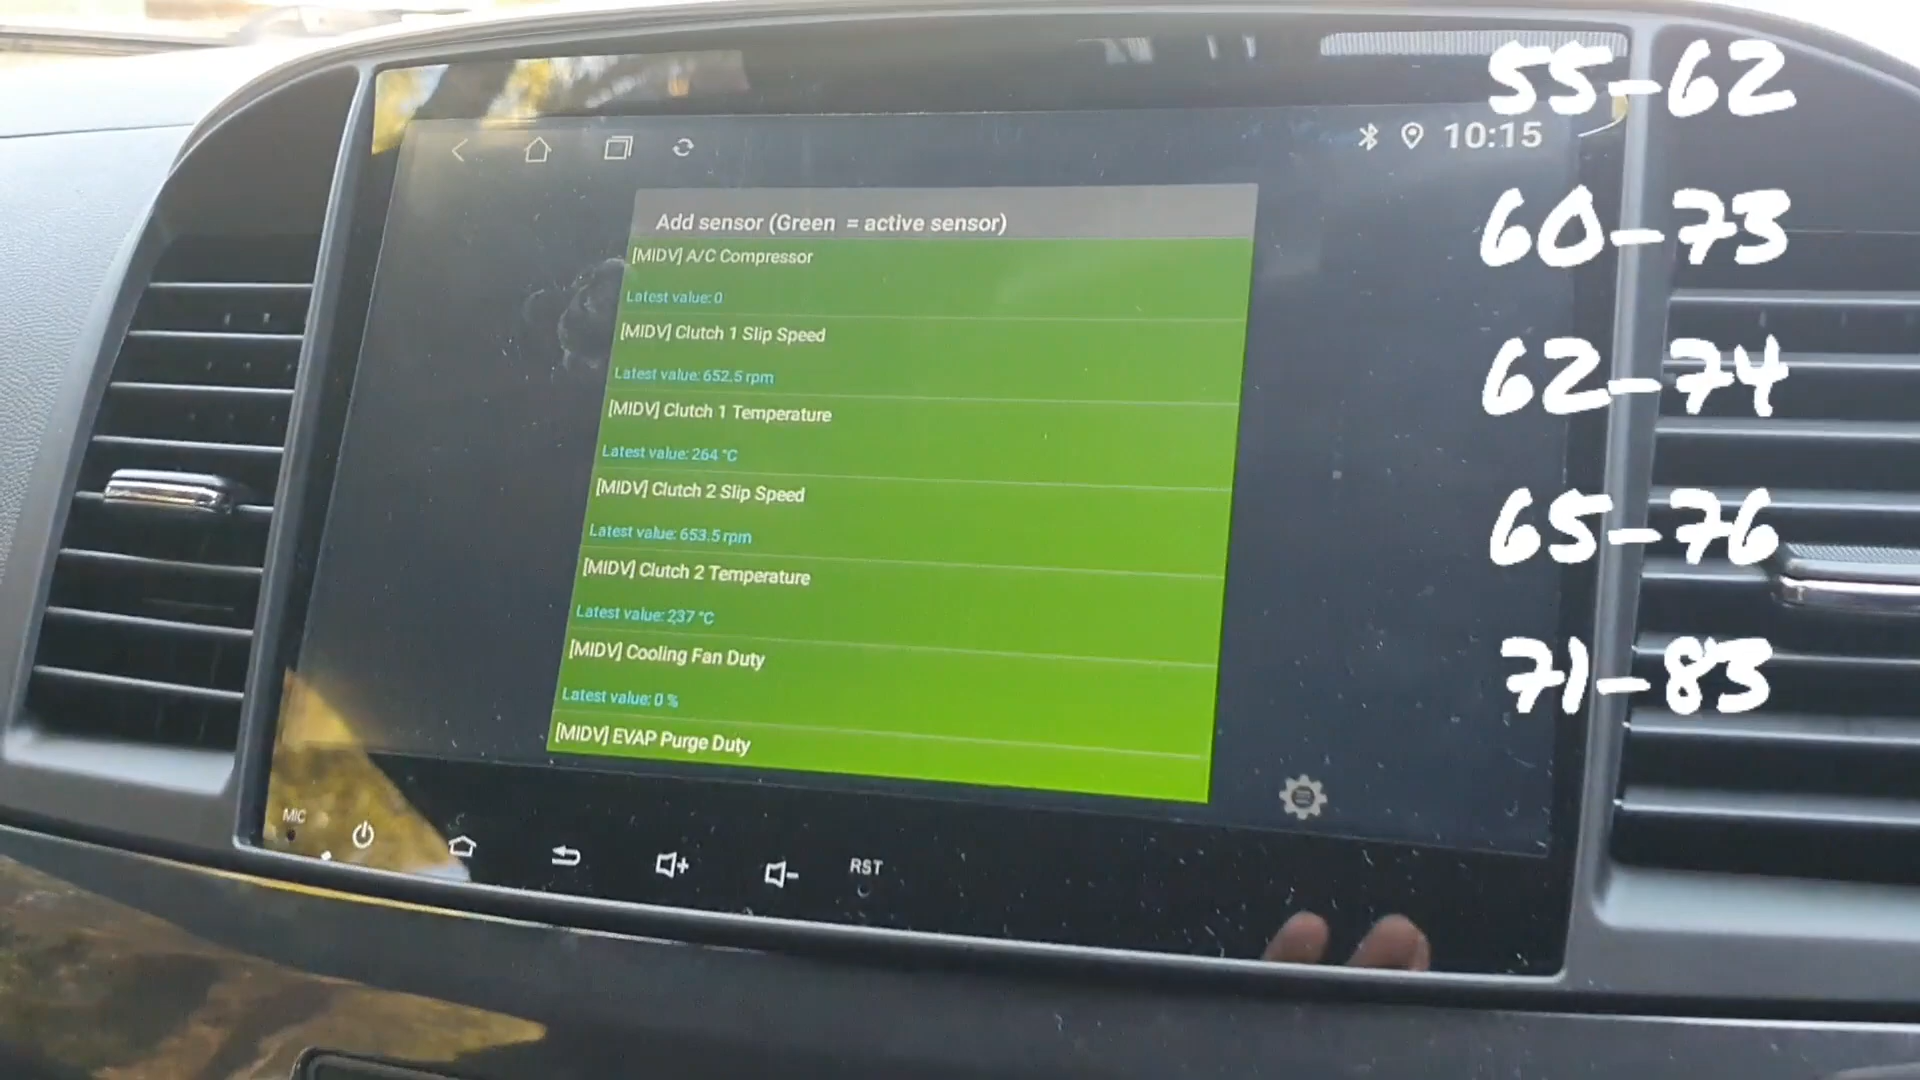 55-62
10:15
Add sensor (Green = active sensor)
[MIDV] A/C Compressor
Latest value: 0
[MIDV] Clutch 1 Slip Speed
Latest value: 652.5 rpm
[MIDV] Clutch 1 Temperature
Latest value: 264 °C
[MIDV] Clutch 2 Slip Speed
Latest value: 653.5 rpm
[MIDV] Clutch 2 Temperature
Latest value: 237 °C
[MIDV] Cooling Fan Duty
Latest value: 0 %
[MIDV] EVAP Purge Duty
60-73
62-74
65-76
71-83
MIC
RST